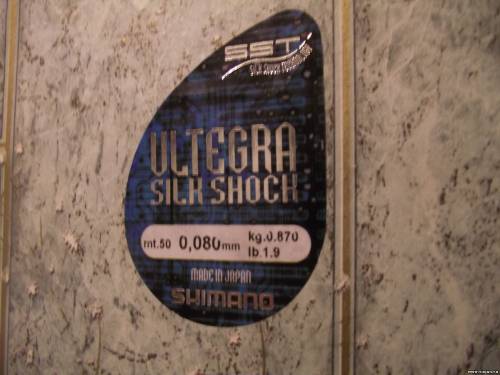 SST
ULTEGRA
SILK SHOCK
mt.50 0,080mm kg.0.870
lb.1.9
MADE IN JAPAN
SHIMANO